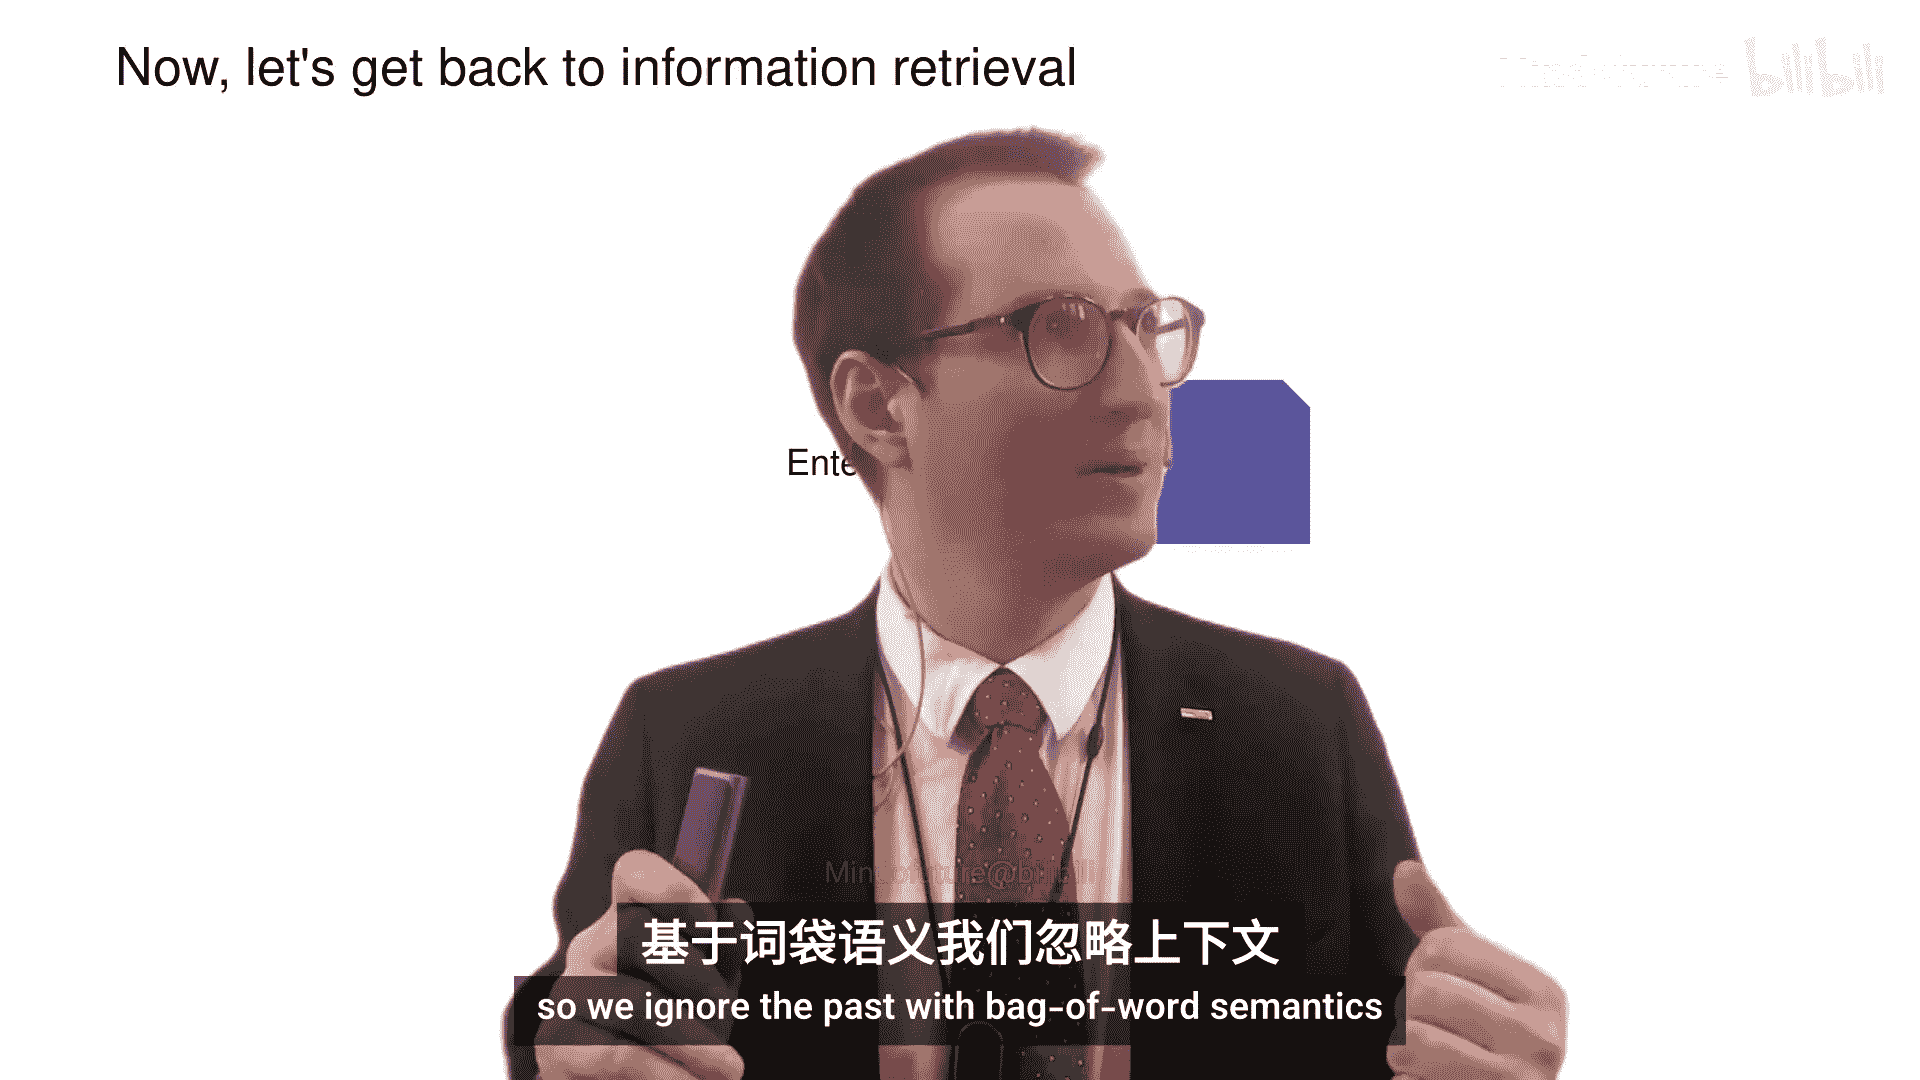 Now, let's get back to information retrieval
bilibili
Ente
基于词袋语义我们忽略上下文
so we ignore the past with bag-of-word semantics